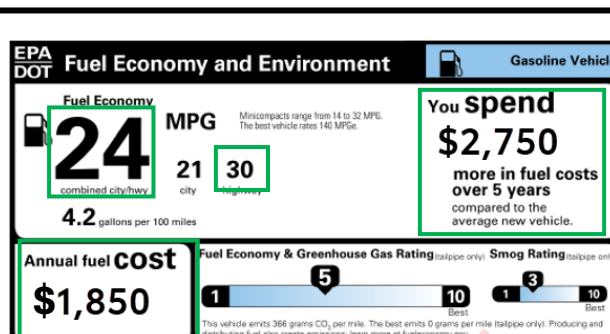 EPA
DOT Fuel Economy and Environment
Gasoline Vehicl
Fuel Economy
24 MPG
combined city/hwy
21
city
30
highway
4.2 gallons per 100 miles
Minicompacts range from 14 to 32 MPG.
The best vehicle rates 140 MPGe.
You spend
$2,750
more in fuel costs
over 5 years
compared to the
average new vehicle.
Annual fuel cost
$1,850
Fuel Economy & Greenhouse Gas Rating (tailpipe only)
5
1 10
Best
Smog Rating (tailpipe onl
3
1 10
Best
This vehicle emits 366 grams CO₂ per mile. The best emits 0 grams per mile (tailpipe only). Producing and